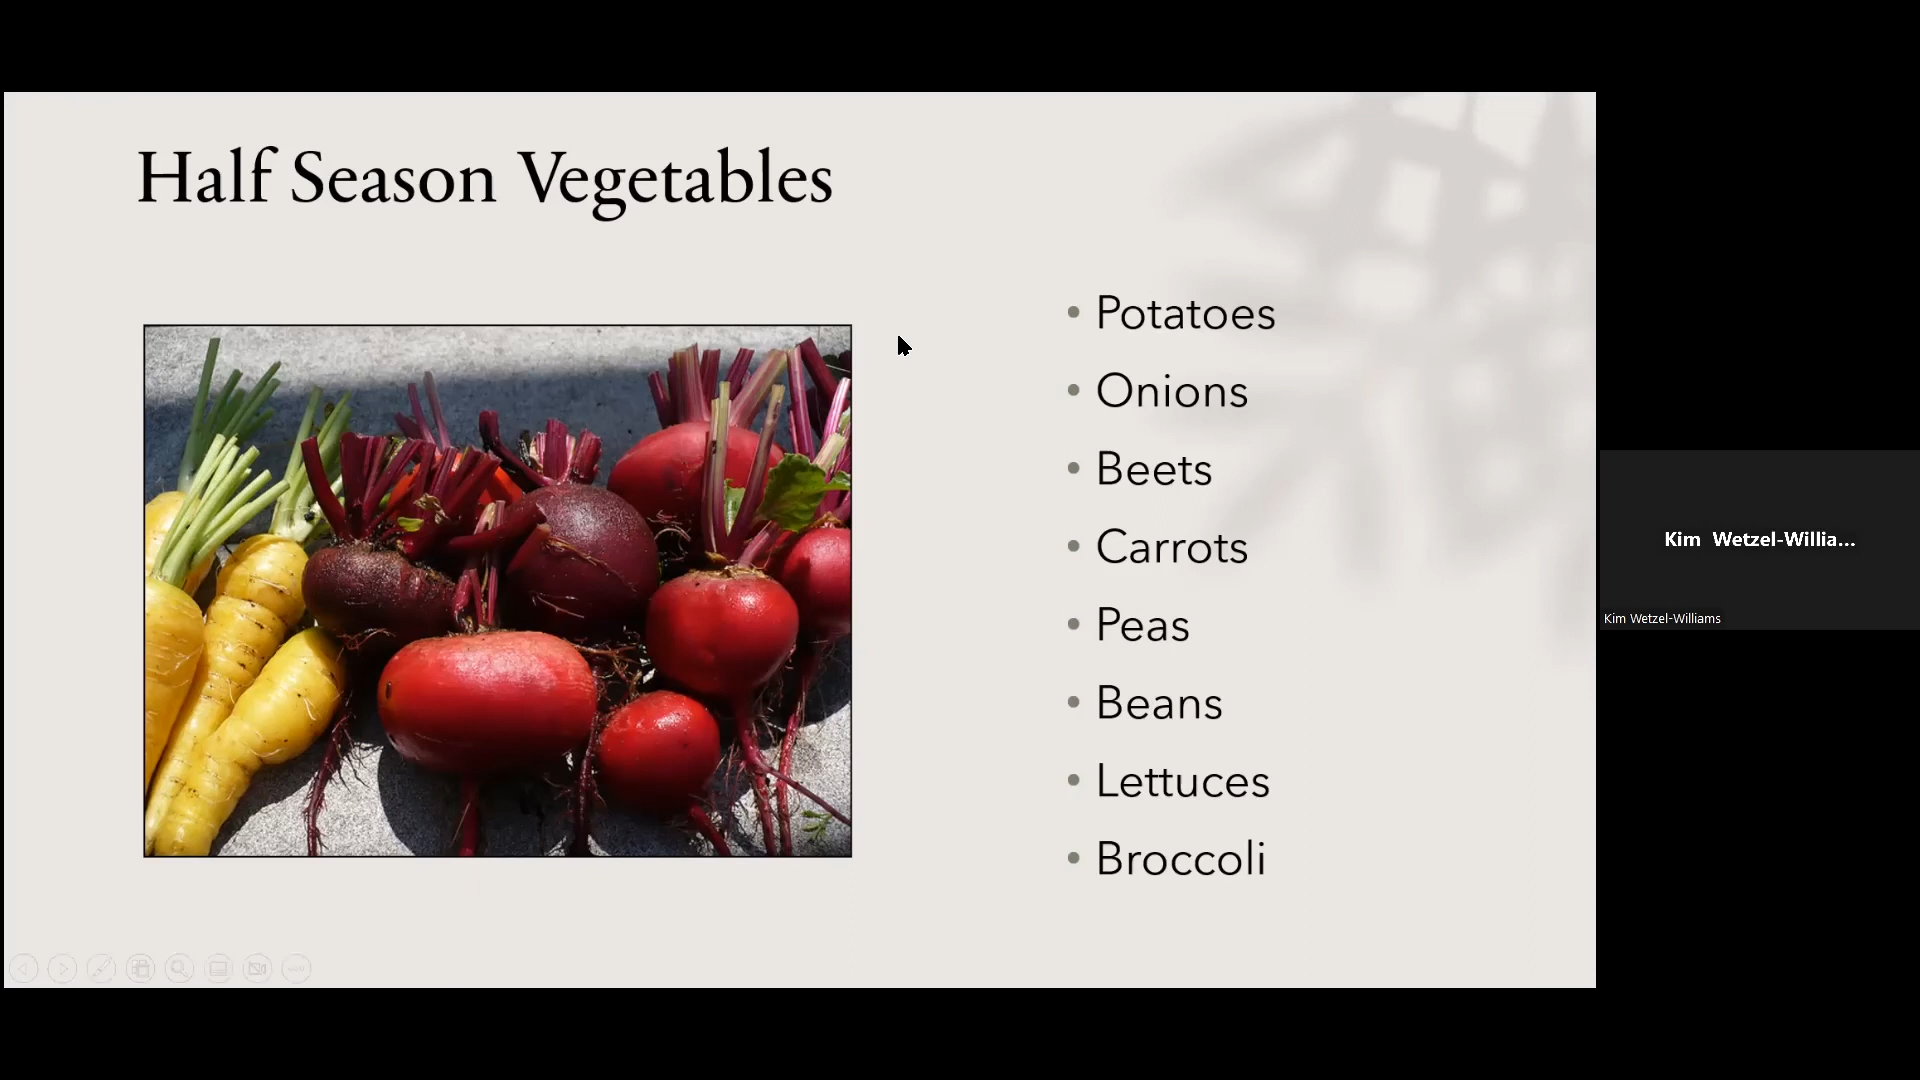 Half Season Vegetables
• Potatoes
• Onions
• Beets
• Carrots
• Peas
• Beans
• Lettuces
• Broccoli
Kim Wetzel-Willia...
Kim Wetzel-Williams